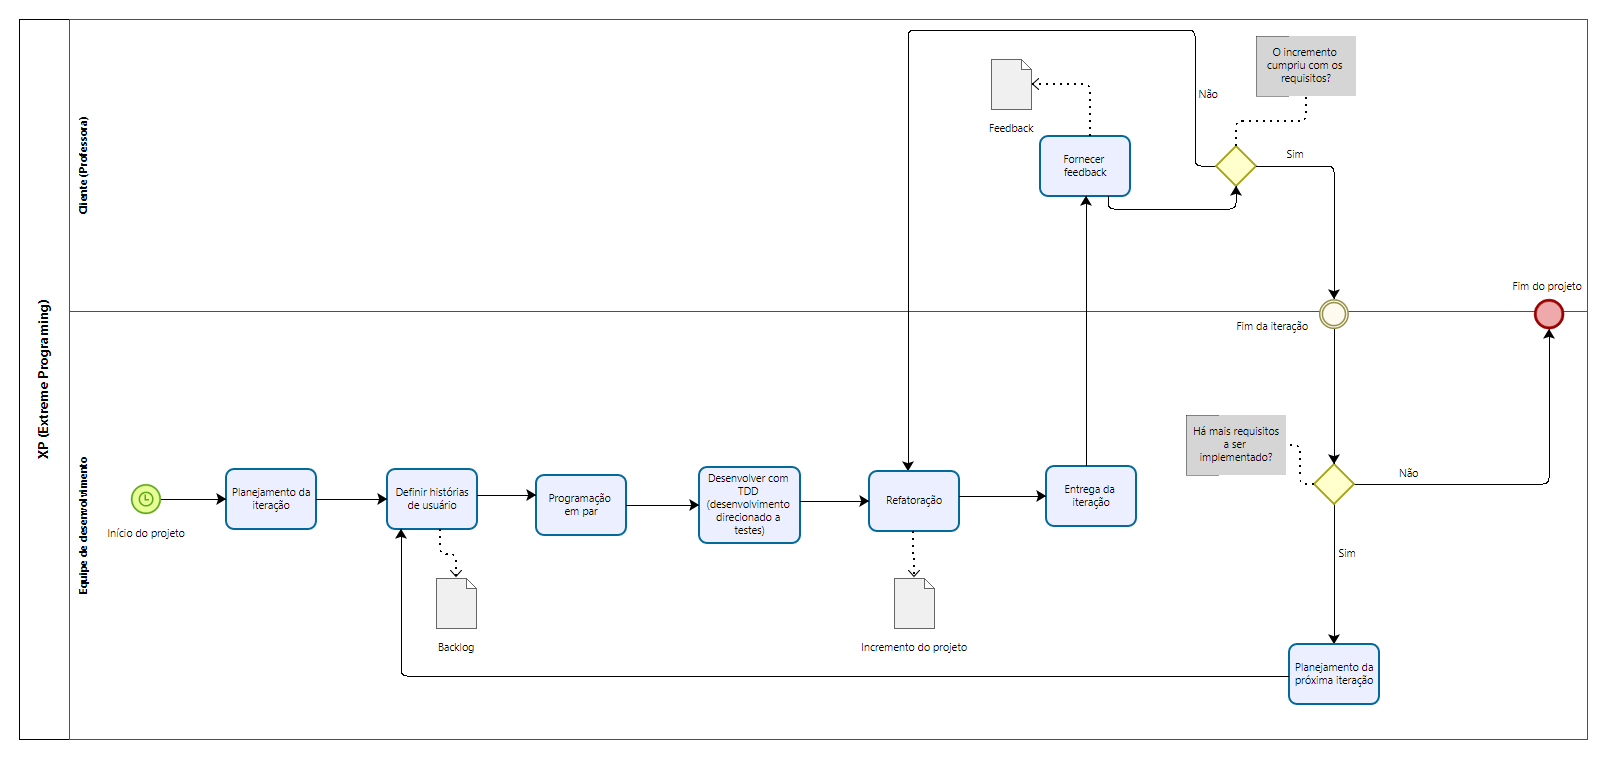 XP (Extreme Programing)
Cliente (Professora)
Equipe de desenvolvimento
O incremento
cumpriu com os
requisitos?
Não
Feedback
Fornecer
feedback
Sim
Fim do projeto
Fim da iteração
Há mais requisitos
a ser
implementado?
Não
Início do projeto
Planejamento da
iteração
Definir histórias
de usuário
Programação
em par
Desenvolver com
TDD
(desenvolvimento
direcionado a
testes)
Refatoração
Entrega da
iteração
Sim
Backlog
Incremento do projeto
Planejamento da
próxima iteração